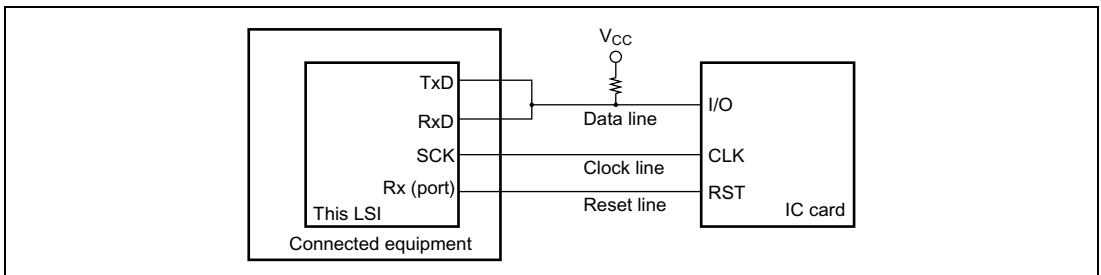 VCC
TxD
RxD
SCK
Rx (port)
This LSI
Connected equipment
Data line
Clock line
Reset line
I/O
CLK
RST
IC card